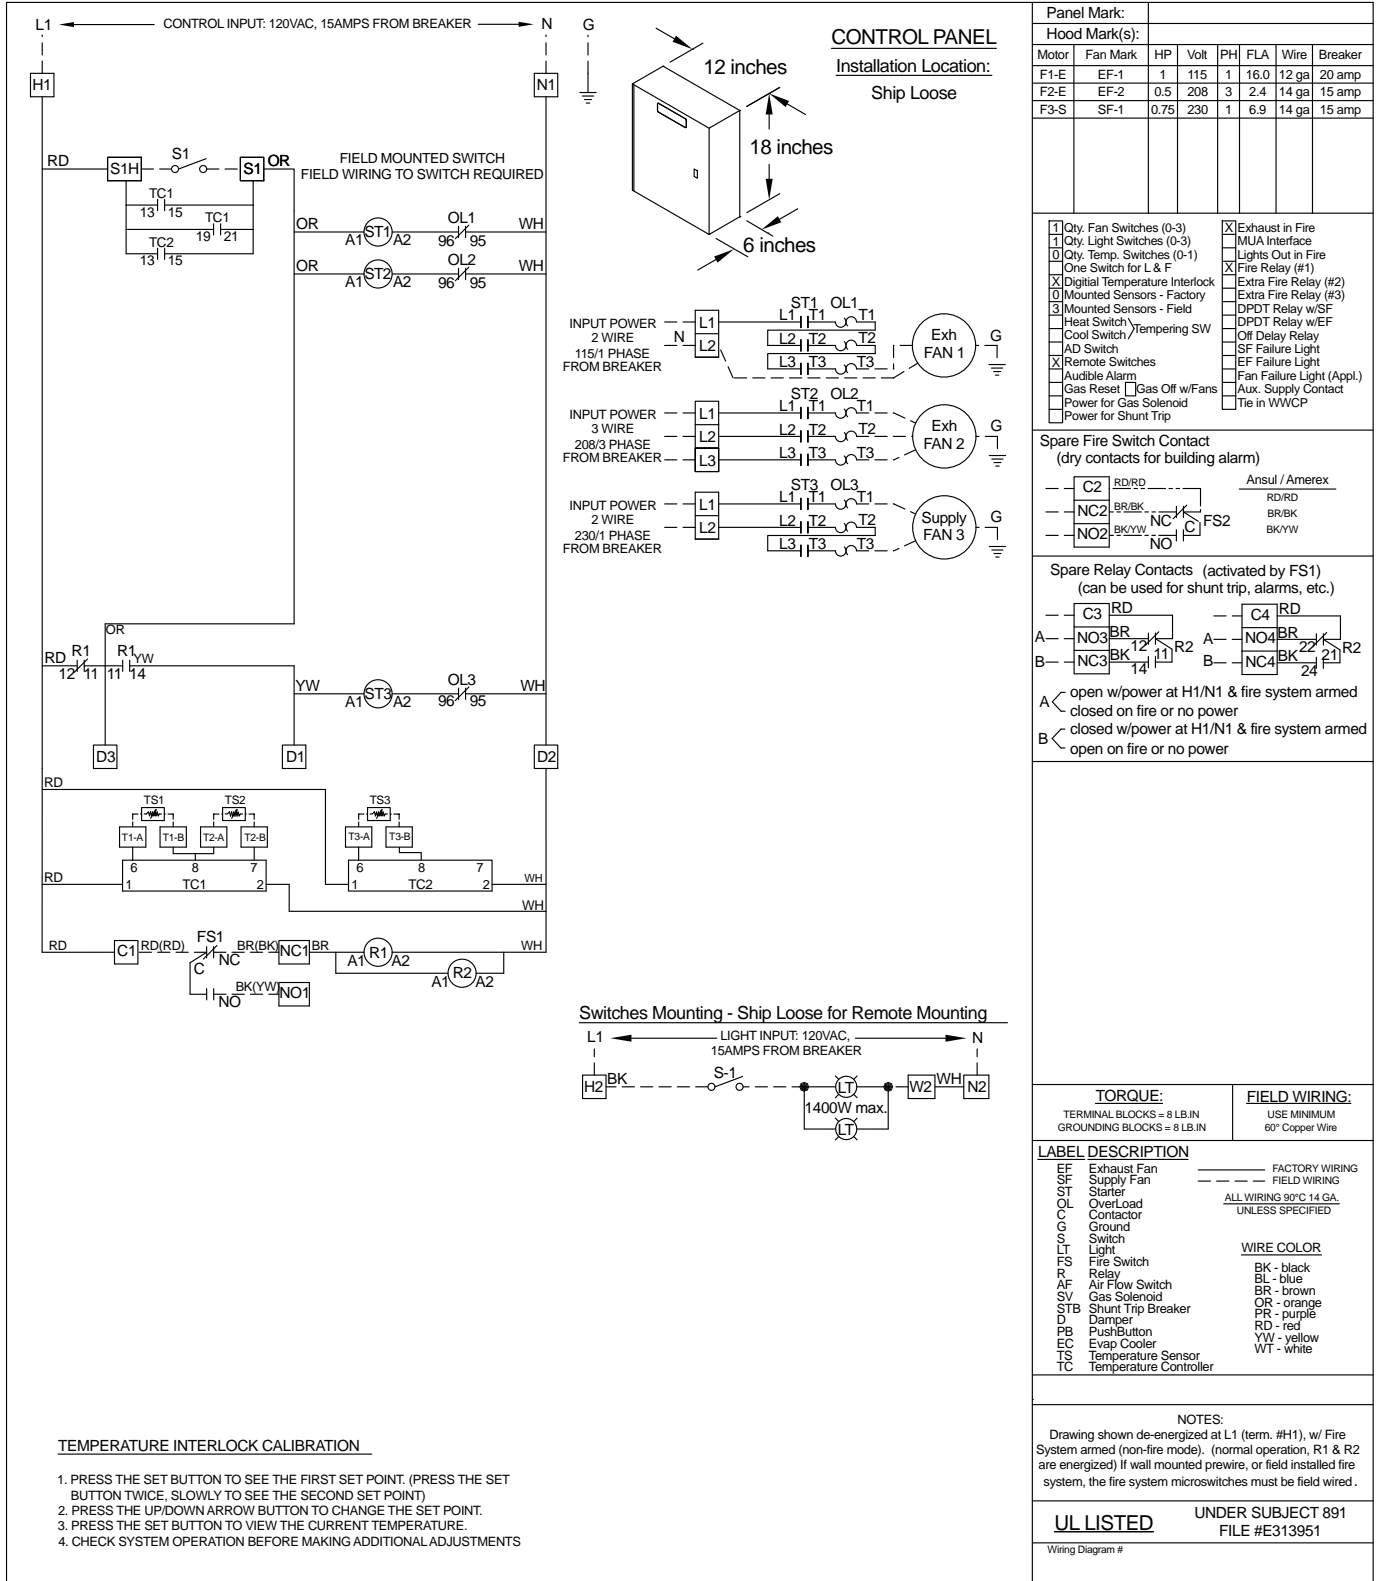 L1 CONTROL INPUT: 120VAC, 15AMPS FROM BREAKER N G
H1 N1
RD S1H S1 S1 OR
FIELD MOUNTED SWITCH
FIELD WIRING TO SWITCH REQUIRED
TC1
13 15
TC1
19 21
TC2
13 15
OR A1 ST1 A2 OL1 96 95 WH
OR A1 ST2 A2 OL2 96 95 WH
OR
RD R1 12 11 R1 11 14 YW
YW A1 ST3 A2 OL3 96 95 WH
D3 D1 D2
RD
TS1 TS2 TS3
T1-A T1-B T2-A T2-B T3-A T3-B
6 8 7 6 8 7
RD 1 TC1 2 1 TC2 2 WH
WH
RD C1 RD(RD) FS1 C NC BR(BK) NC1 BR A1 R1 A2 WH
A1 R2 A2
NO BK(YW) NO1
CONTROL PANEL
Installation Location:
Ship Loose
12 inches
18 inches
6 inches
INPUT POWER
2 WIRE
115/1 PHASE
FROM BREAKER
N
L1
L2
ST1 OL1
L1 T1 T1
L2 T2 T2
L3 T3 T3
Exh
FAN 1
G
INPUT POWER
3 WIRE
208/3 PHASE
FROM BREAKER
L1
L2
L3
ST2 OL2
L1 T1 T1
L2 T2 T2
L3 T3 T3
Exh
FAN 2
G
INPUT POWER
2 WIRE
230/1 PHASE
FROM BREAKER
L1
L2
ST3 OL3
L1 T1 T1
L2 T2 T2
L3 T3 T3
Supply
FAN 3
G
Switches Mounting - Ship Loose for Remote Mounting
L1 LIGHT INPUT: 120VAC, N
15AMPS FROM BREAKER
H2 BK S-1 LT W2 WH N2
1400W max.
LT
TEMPERATURE INTERLOCK CALIBRATION
1. PRESS THE SET BUTTON TO SEE THE FIRST SET POINT. (PRESS THE SET
BUTTON TWICE, SLOWLY TO SEE THE SECOND SET POINT)
2. PRESS THE UP/DOWN ARROW BUTTON TO CHANGE THE SET POINT.
3. PRESS THE SET BUTTON TO VIEW THE CURRENT TEMPERATURE.
4. CHECK SYSTEM OPERATION BEFORE MAKING ADDITIONAL ADJUSTMENTS
Panel Mark:
Hood Mark(s):
Motor Fan Mark HP Volt PH FLA Wire Breaker
F1-E EF-1 1 115 1 16.0 12 ga 20 amp
F2-E EF-2 0.5 208 3 2.4 14 ga 15 amp
F3-S SF-1 0.75 230 1 6.9 14 ga 15 amp
1 Qty. Fan Switches (0-3)
1 Qty. Light Switches (0-3)
0 Qty. Temp. Switches (0-1)
One Switch for L & F
X Digitial Temperature Interlock
0 Mounted Sensors - Factory
3 Mounted Sensors - Field
Heat Switch
Cool Switch
Tempering SW
AD Switch
X Remote Switches
Audible Alarm
Gas Reset Gas Off w/Fans
Power for Gas Solenoid
Power for Shunt Trip
X Exhaust in Fire
MUA Interface
Lights Out in Fire
X Fire Relay (#1)
Extra Fire Relay (#2)
Extra Fire Relay (#3)
DPDT Relay w/SF
DPDT Relay w/EF
Off Delay Relay
SF Failure Light
EF Failure Light
Fan Failure Light (Appl.)
Aux. Supply Contact
Tie in WWCP
Spare Fire Switch Contact
(dry contacts for building alarm)
C2 RD/RD
NC2 BR/BK NC C FS2
NO2 BK/YW NO
Ansul / Amerex
RD/RD
BR/BK
BK/YW
Spare Relay Contacts (activated by FS1)
(can be used for shunt trip, alarms, etc.)
C3 RD C4 RD
A NO3 BR 12 R2 A NO4 BR 22 R2
B NC3 BK 11 14 B NC4 BK 21 24
A open w/power at H1/N1 & fire system armed
closed on fire or no power
B closed w/power at H1/N1 & fire system armed
open on fire or no power
TORQUE:
TERMINAL BLOCKS = 8 LB.IN
GROUNDING BLOCKS = 8 LB.IN
FIELD WIRING:
USE MINIMUM
60° Copper Wire
LABEL DESCRIPTION
EF Exhaust Fan
SF Supply Fan
ST Starter
OL OverLoad
C Contactor
G Ground
S Switch
LT Light
FS Fire Switch
R Relay
AF Air Flow Switch
SV Gas Solenoid
STB Shunt Trip Breaker
D Damper
PB PushButton
EC Evap Cooler
TS Temperature Sensor
TC Temperature Controller
FACTORY WIRING
FIELD WIRING
ALL WIRING 90°C 14 GA.
UNLESS SPECIFIED
WIRE COLOR
BK - black
BL - blue
BR - brown
OR - orange
PR - purple
RD - red
YW - yellow
WT - white
NOTES:
Drawing shown de-energized at L1 (term. #H1), w/ Fire
System armed (non-fire mode). (normal operation, R1 & R2
are energized) If wall mounted prewire, or field installed fire
system, the fire system microswitches must be field wired.
UL LISTED
UNDER SUBJECT 891
FILE #E313951
Wiring Diagram #